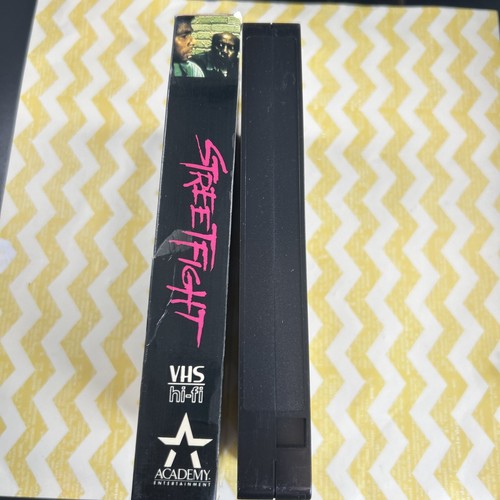 STREETFIGHT
VHS
hi-fi
ACADEMY
ENTERTAINMENT